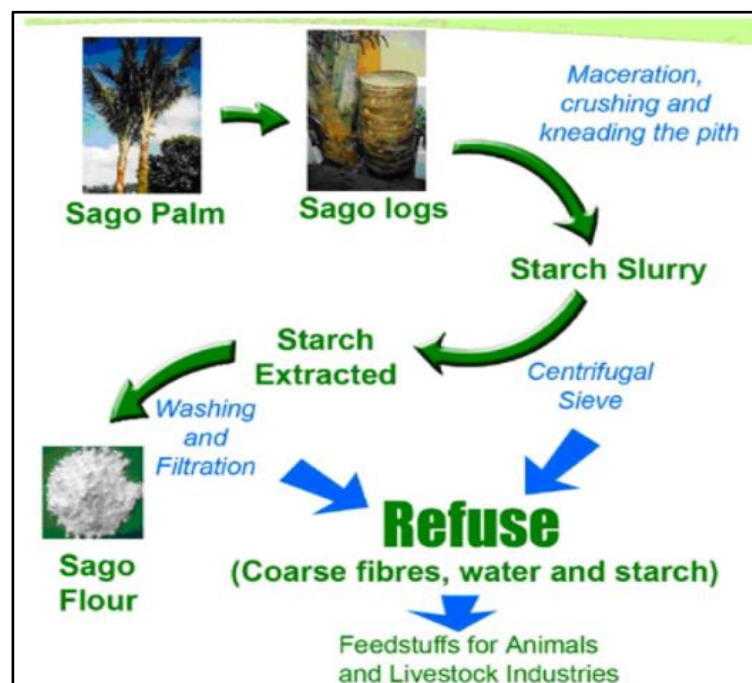 Sago Palm
Sago logs
Maceration,
crushing and
kneading the pith
Starch Slurry
Starch
Extracted
Centrifugal
Sieve
Washing
and
Filtration
Sago
Flour
Refuse
(Coarse fibres, water and starch)
Feedstuffs for Animals
and Livestock Industries